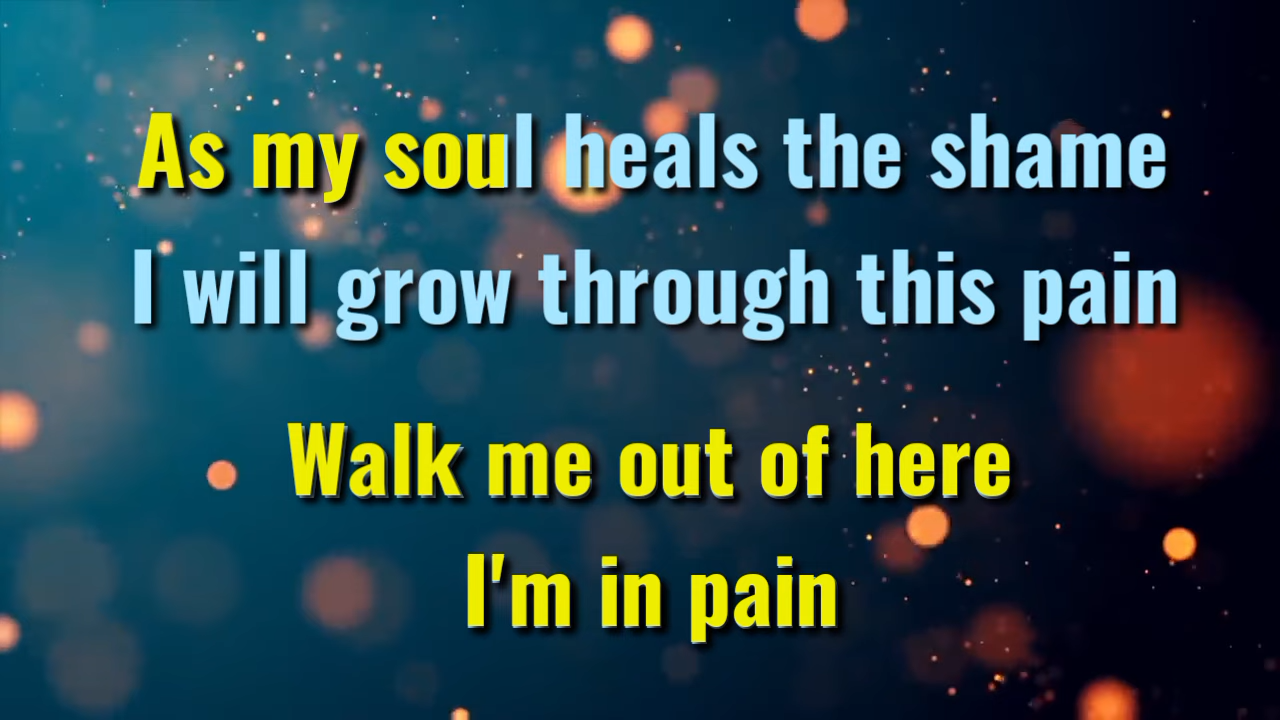 As my soul heals the shame
I will grow through this pain
Walk me out of here
I'm in pain